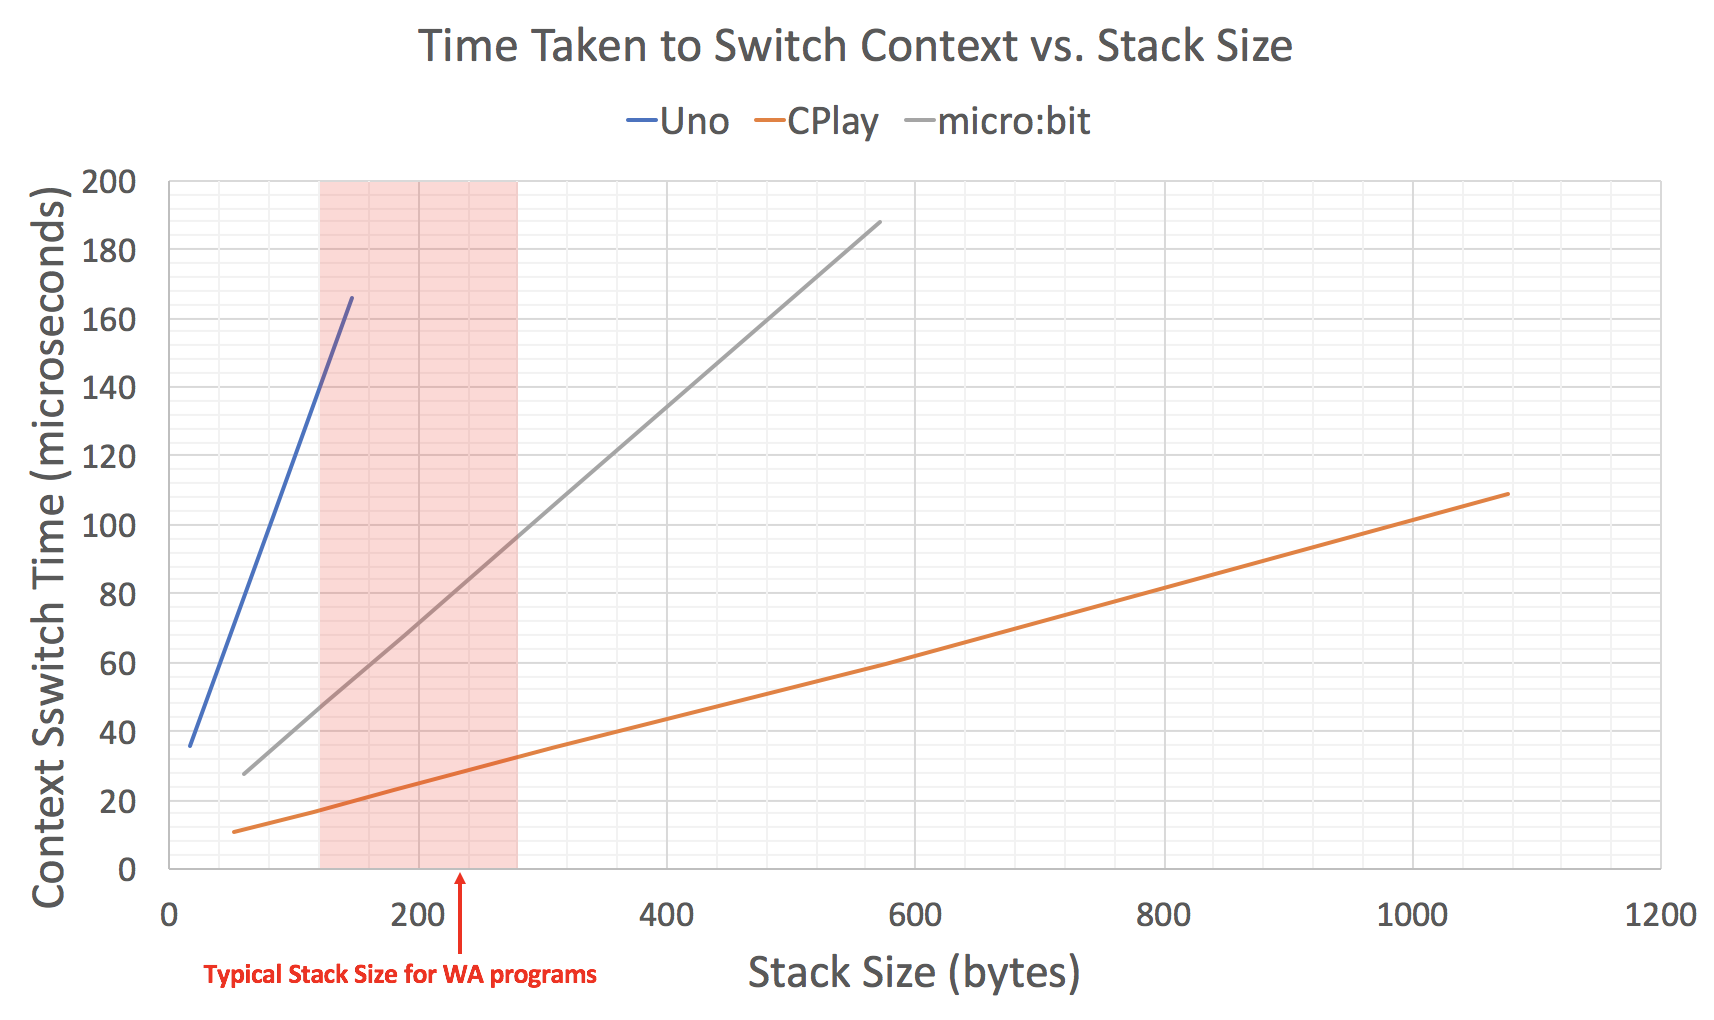 Time Taken to Switch Context vs. Stack Size
Uno CPlay micro:bit
Context Sswitch Time (microseconds)
200
180
160
140
120
100
80
60
40
20
0
0 200 400 600 800 1000 1200
Typical Stack Size for WA programs
Stack Size (bytes)